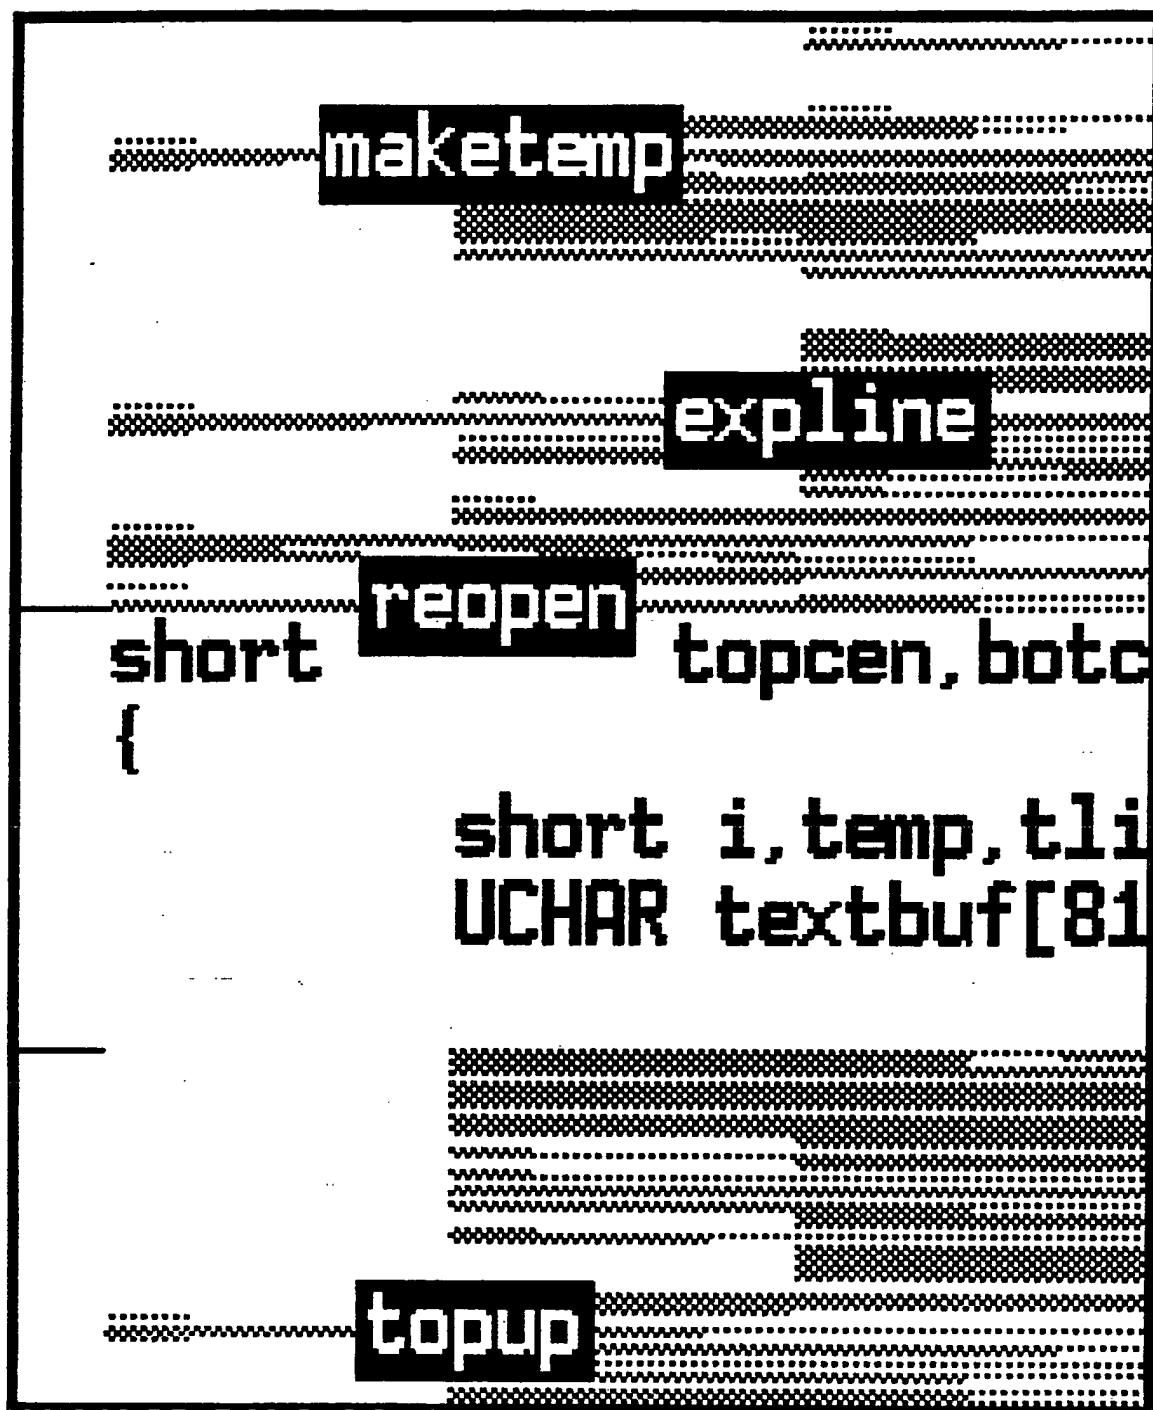 maketemp
expline
reopen
short topcen,botc
{
short i,temp,tli
UCHAR textbuf[81
topup